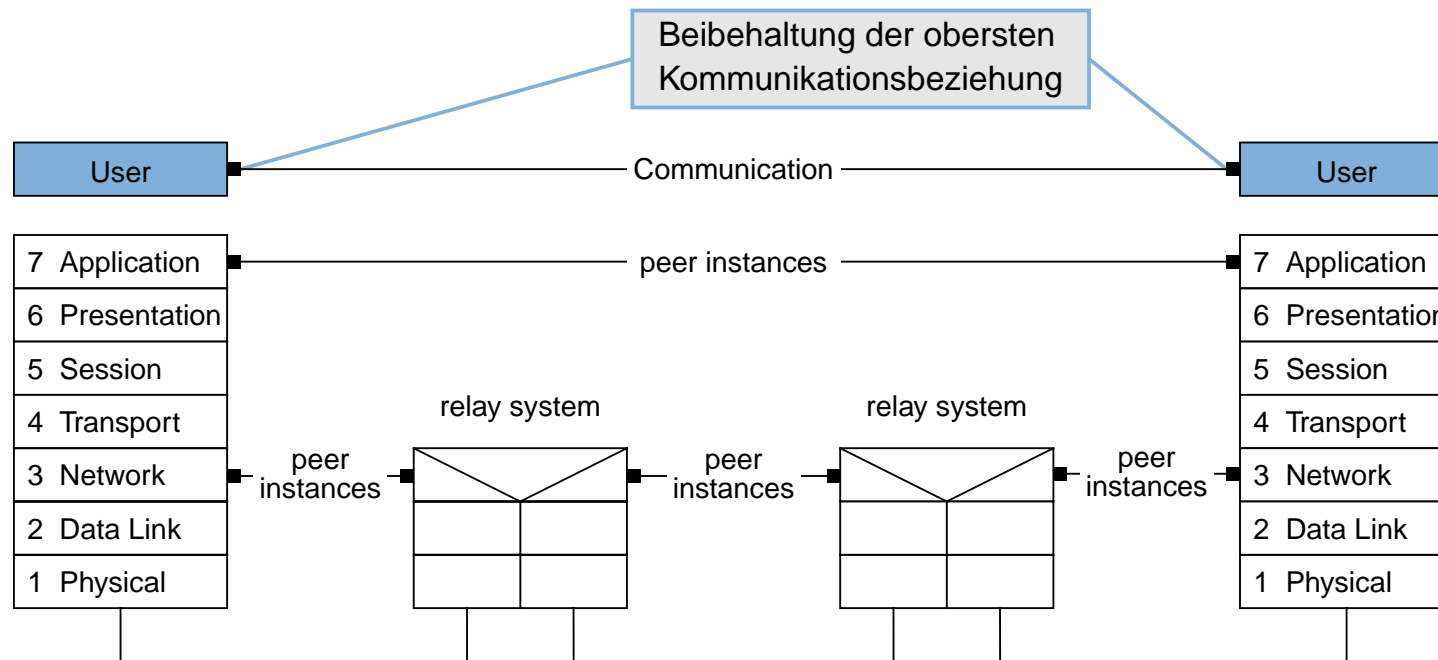 Beibehaltung der obersten
Kommunikationsbeziehung
User
Communication
User
7 Application
peer instances
7 Application
6 Presentation
6 Presentation
5 Session
5 Session
relay system
relay system
4 Transport
4 Transport
3 Network
peer
instances
peer
instances
peer
instances
3 Network
2 Data Link
2 Data Link
1 Physical
1 Physical